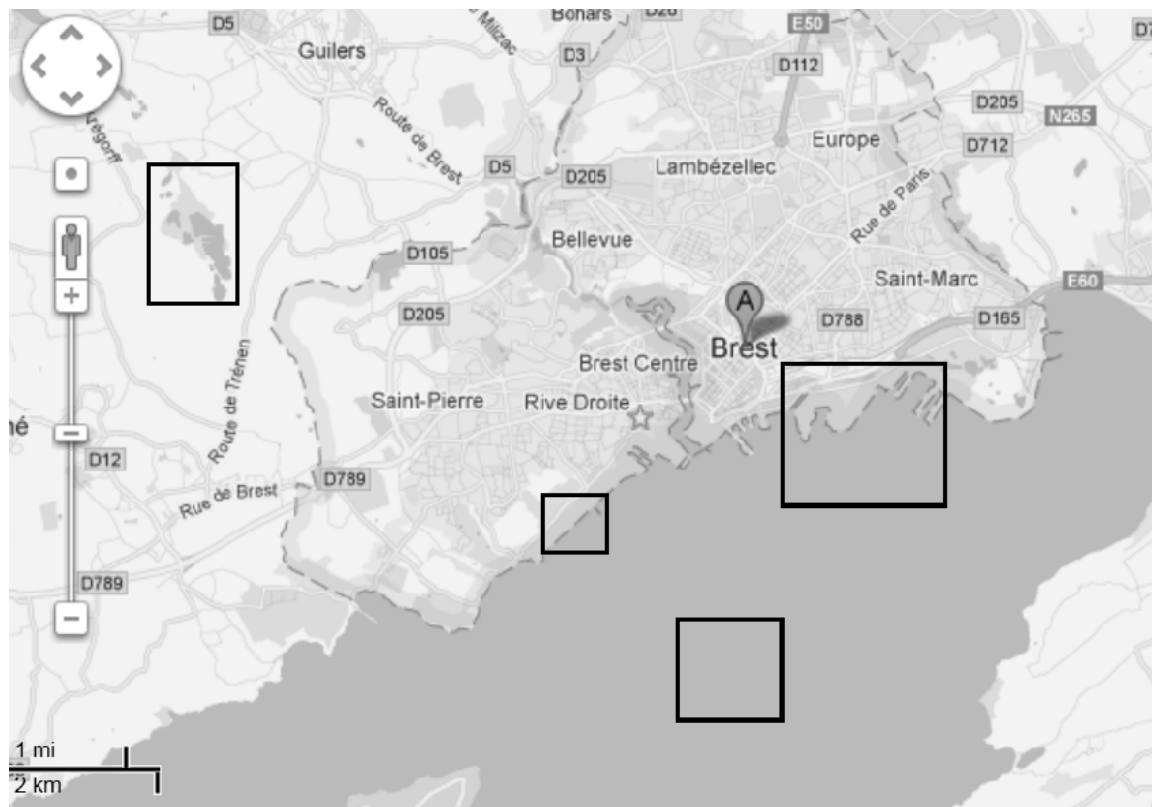 D5
Milizac
Bohars
D26
E50
Guilers
D3
D112
D205
N265
Route de Brest
Europe
D712
D5
D205
Lambézellec
Rue de Paris
Bellevue
D105
Saint-Marc
E60
A
D205
D788
D165
Brest
Brest Centre
Route de Trénen
Saint-Pierre
Rive Droite
D12
D789
Rue de Brest
D789
1 mi
2 km